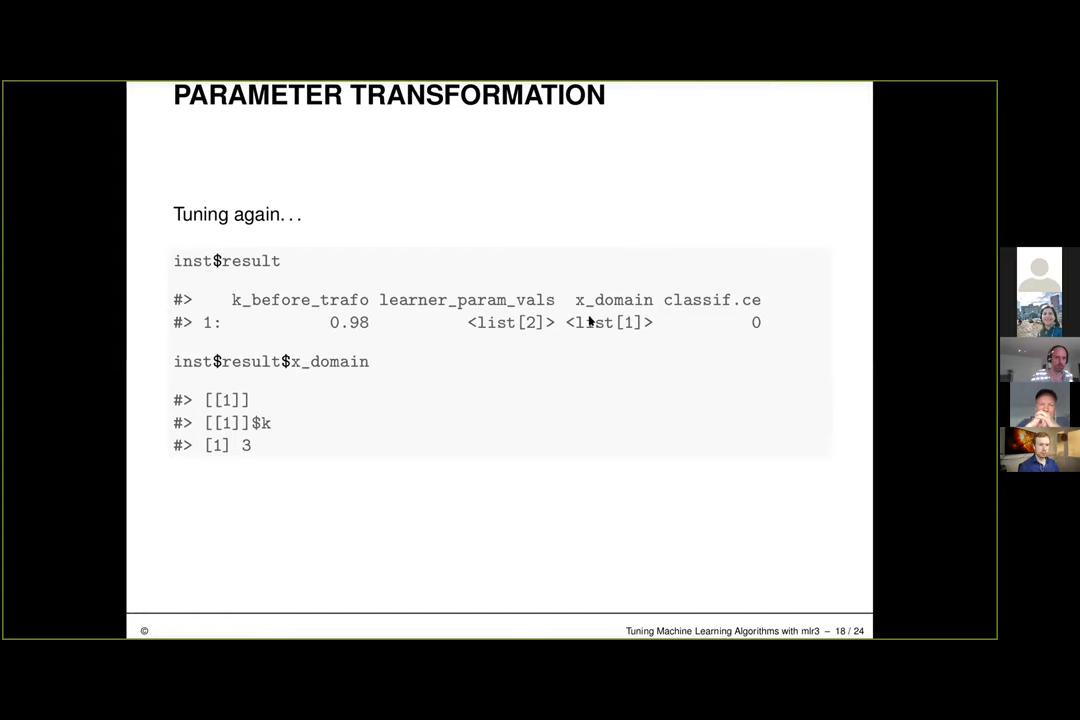 PARAMETER TRANSFORMATION
Tuning again...
inst$result
#> k_before_trafo learner_param_vals x_domain classif.ce
#> 1: 0.98 <list[2]> <list[1]> 0
inst$result$x_domain
#> [[1]]
#> [[1]]$k
#> [1] 3
© Tuning Machine Learning Algorithms with mlr3 – 18 / 24